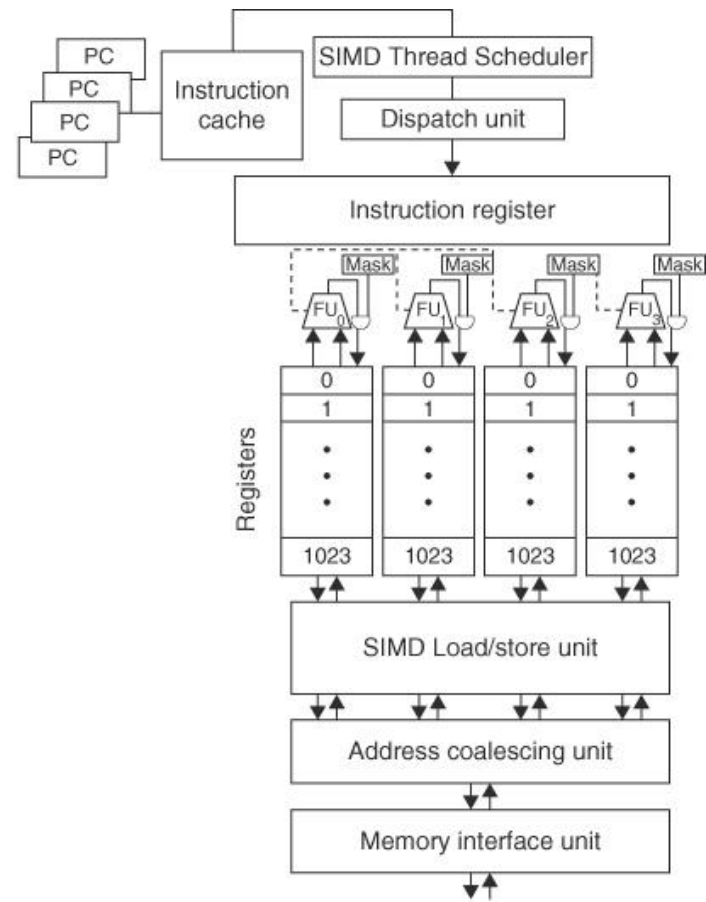 PC
PC
PC
PC
Instruction
cache
SIMD Thread Scheduler
Dispatch unit
Instruction register
Mask Mask Mask Mask
FU0 FU1 FU2 FU3
Registers
0 0 0 0
1 1 1 1
1023 1023 1023 1023
SIMD Load/store unit
Address coalescing unit
Memory interface unit